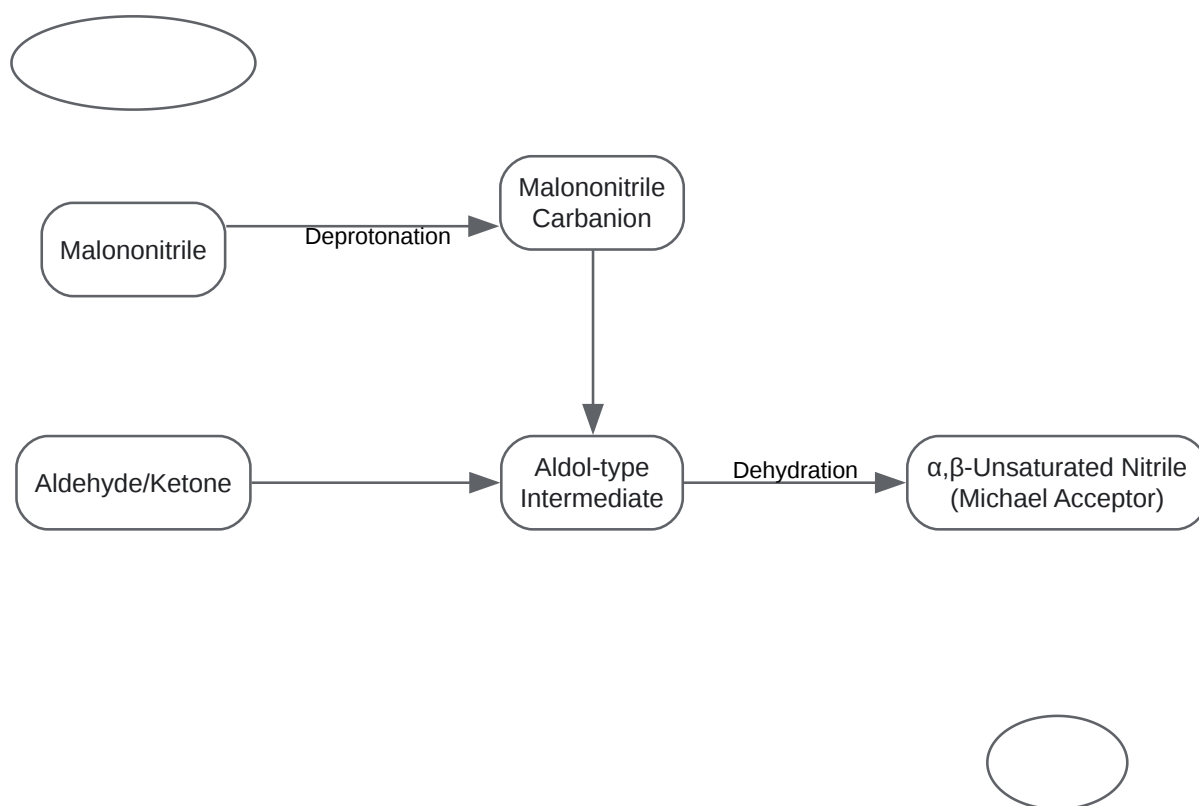 Malononitrile
Carbanion
Malononitrile
Deprotonation
Aldehyde/Ketone
Aldol-type
Intermediate
Dehydration
α,β-Unsaturated Nitrile
(Michael Acceptor)